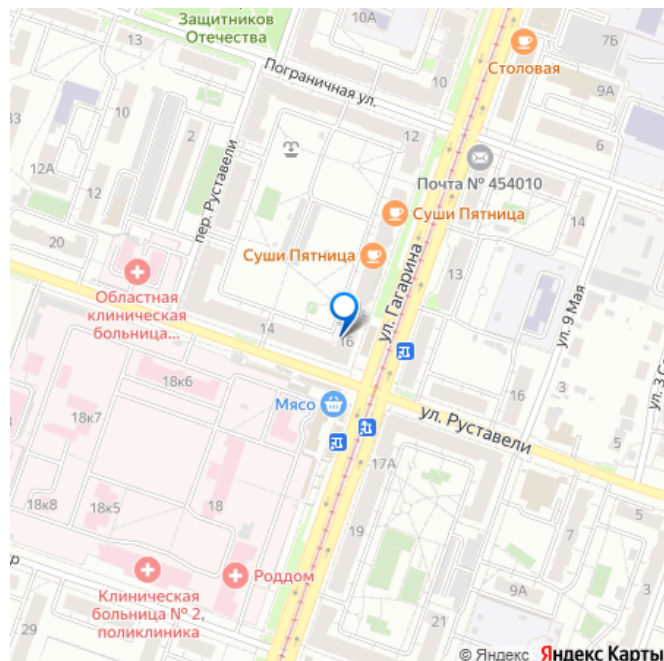 Защитников
Отечества
10А
7Б
Столовая
9А
Пограничная ул.
13
10
33
12А
2
12
6
12
Почта № 454010
пер. Руставели
14
Суши Пятница
20
Суши Пятница
13
Областная
клиническая
больница...
ул. Гагарина
ул. 9 Мая
14
16
18к6
16
3
ул. 3 С
Мясо
ул. Руставели
18к7
5
17А
18к8
18к5
18
19
7
Роддом
Клиническая
больница № 2,
поликлиника
9А
29
21
© Яндекс Яндекс Карты